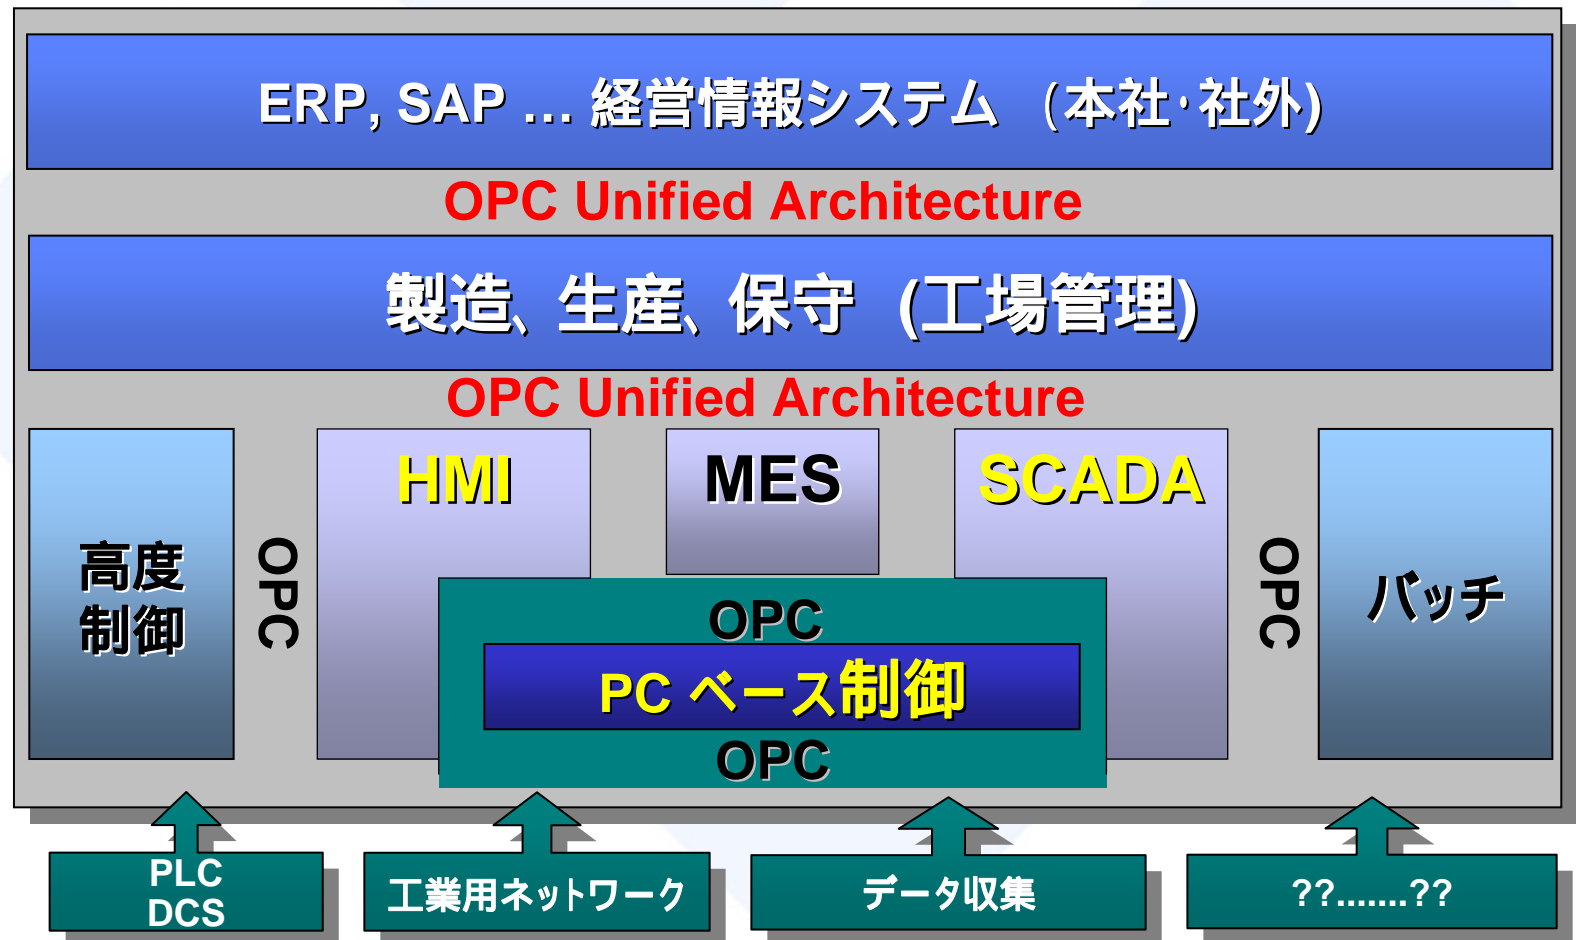 ERP, SAP … 経営情報システム (本社·社外)
OPC Unified Architecture
製造、生産、保守 (工場管理)
OPC Unified Architecture
高度
制御
OPC
HMI
MES
SCADA
OPC
バッチ
OPC
PC ベース制御
OPC
PLC
DCS
工業用ネットワーク
データ収集
??.......??